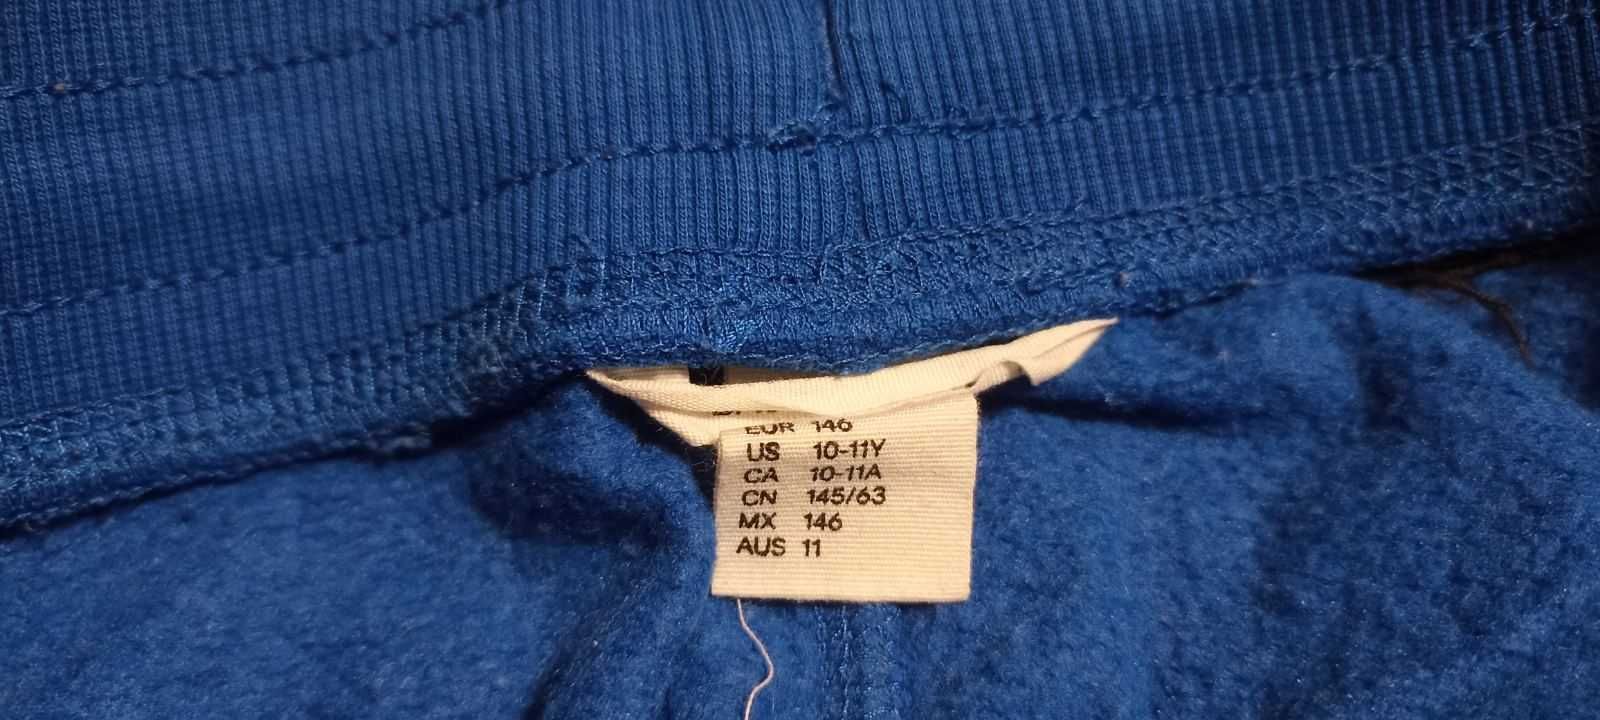 EUR 146
US 10-11Y
CA 10-11A
CN 145/63
MX 146
AUS 11